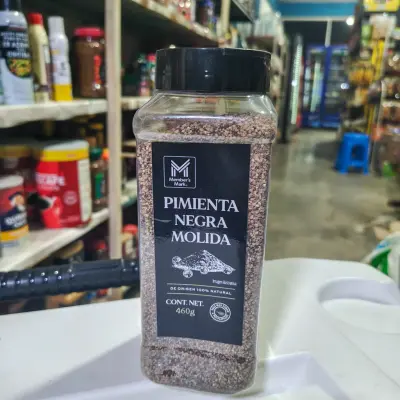 Member's
Mark.
PIMIENTA
NEGRA
MOLIDA
DE ORIGEN 100% NATURAL
CONT. NET.
460g